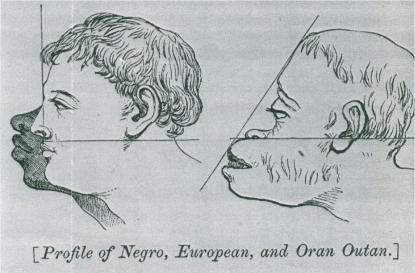 [Profile of Negro, European, and Oran Outan.]